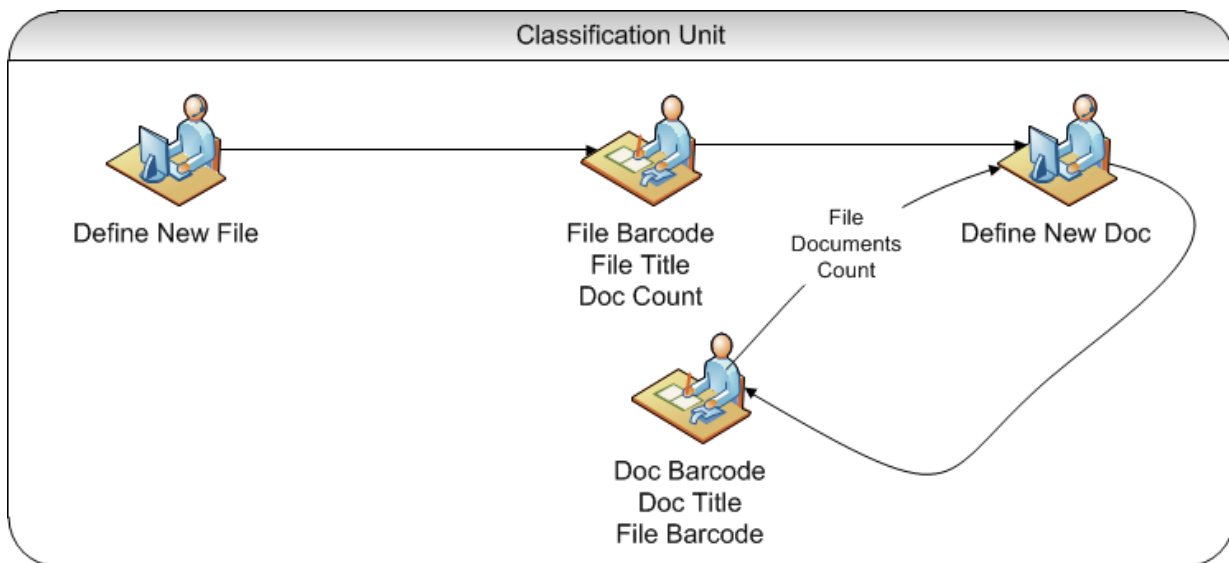 Classification Unit
Define New File
File Barcode
File Title
Doc Count
File
Documents
Count
Define New Doc
Doc Barcode
Doc Title
File Barcode